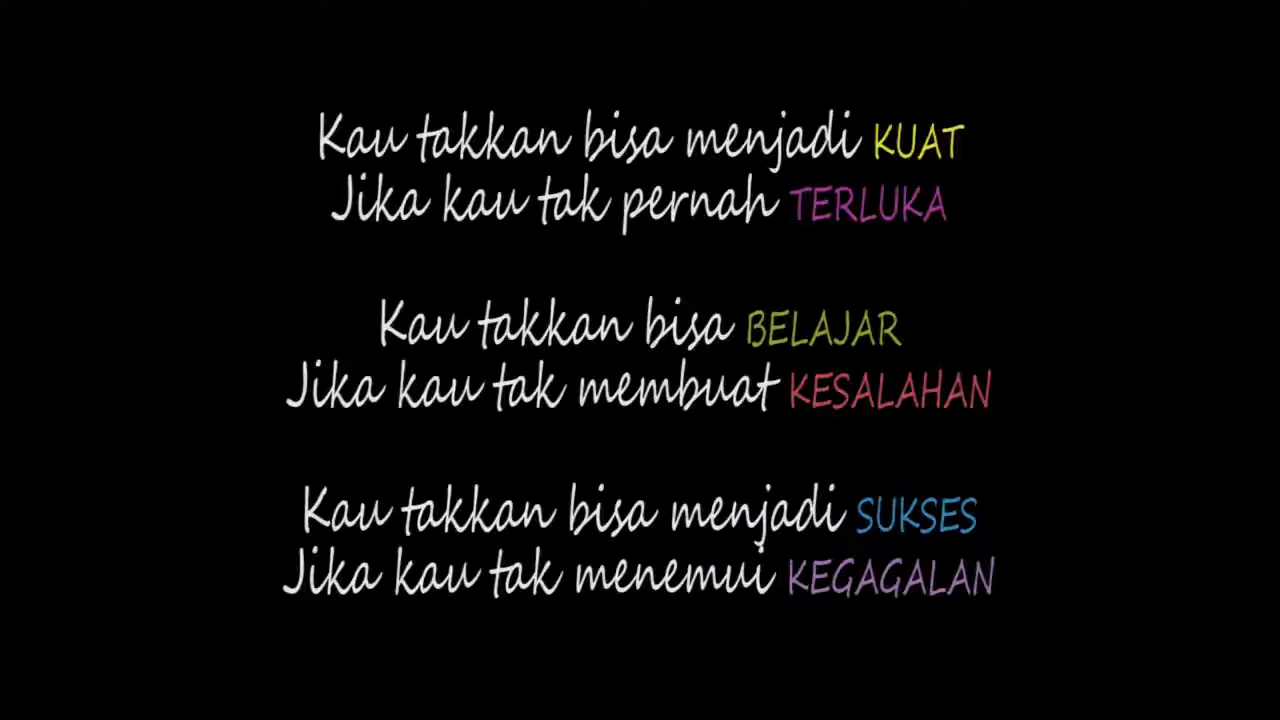 Kau takkan bisa menjadi KUAT
Jika kau tak pernah TERLUKA
Kau takkan bisa BELAJAR
Jika kau tak membuat KESALAHAN
Kau takkan bisa menjadi SUKSES
Jika kau tak menemui KEGAGALAN